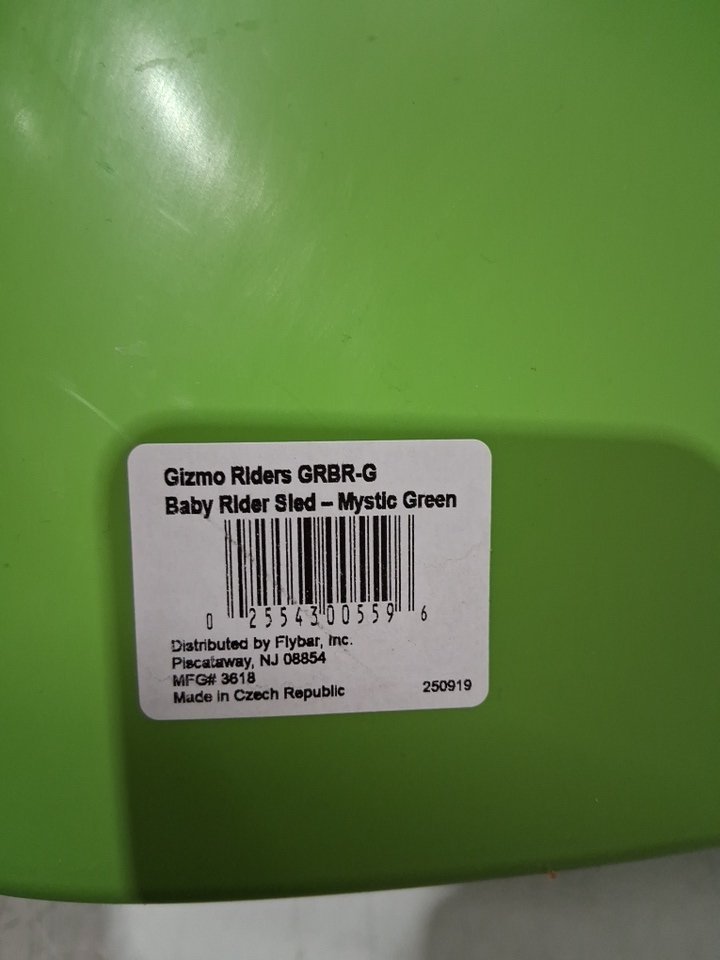 Gizmo Riders GRBR-G
Baby Rider Sled – Mystic Green
0 25543 00559 6
Distributed by Flybar, Inc.
Piscataway, NJ 08854
MFG# 3618
Made in Czech Republic 250919